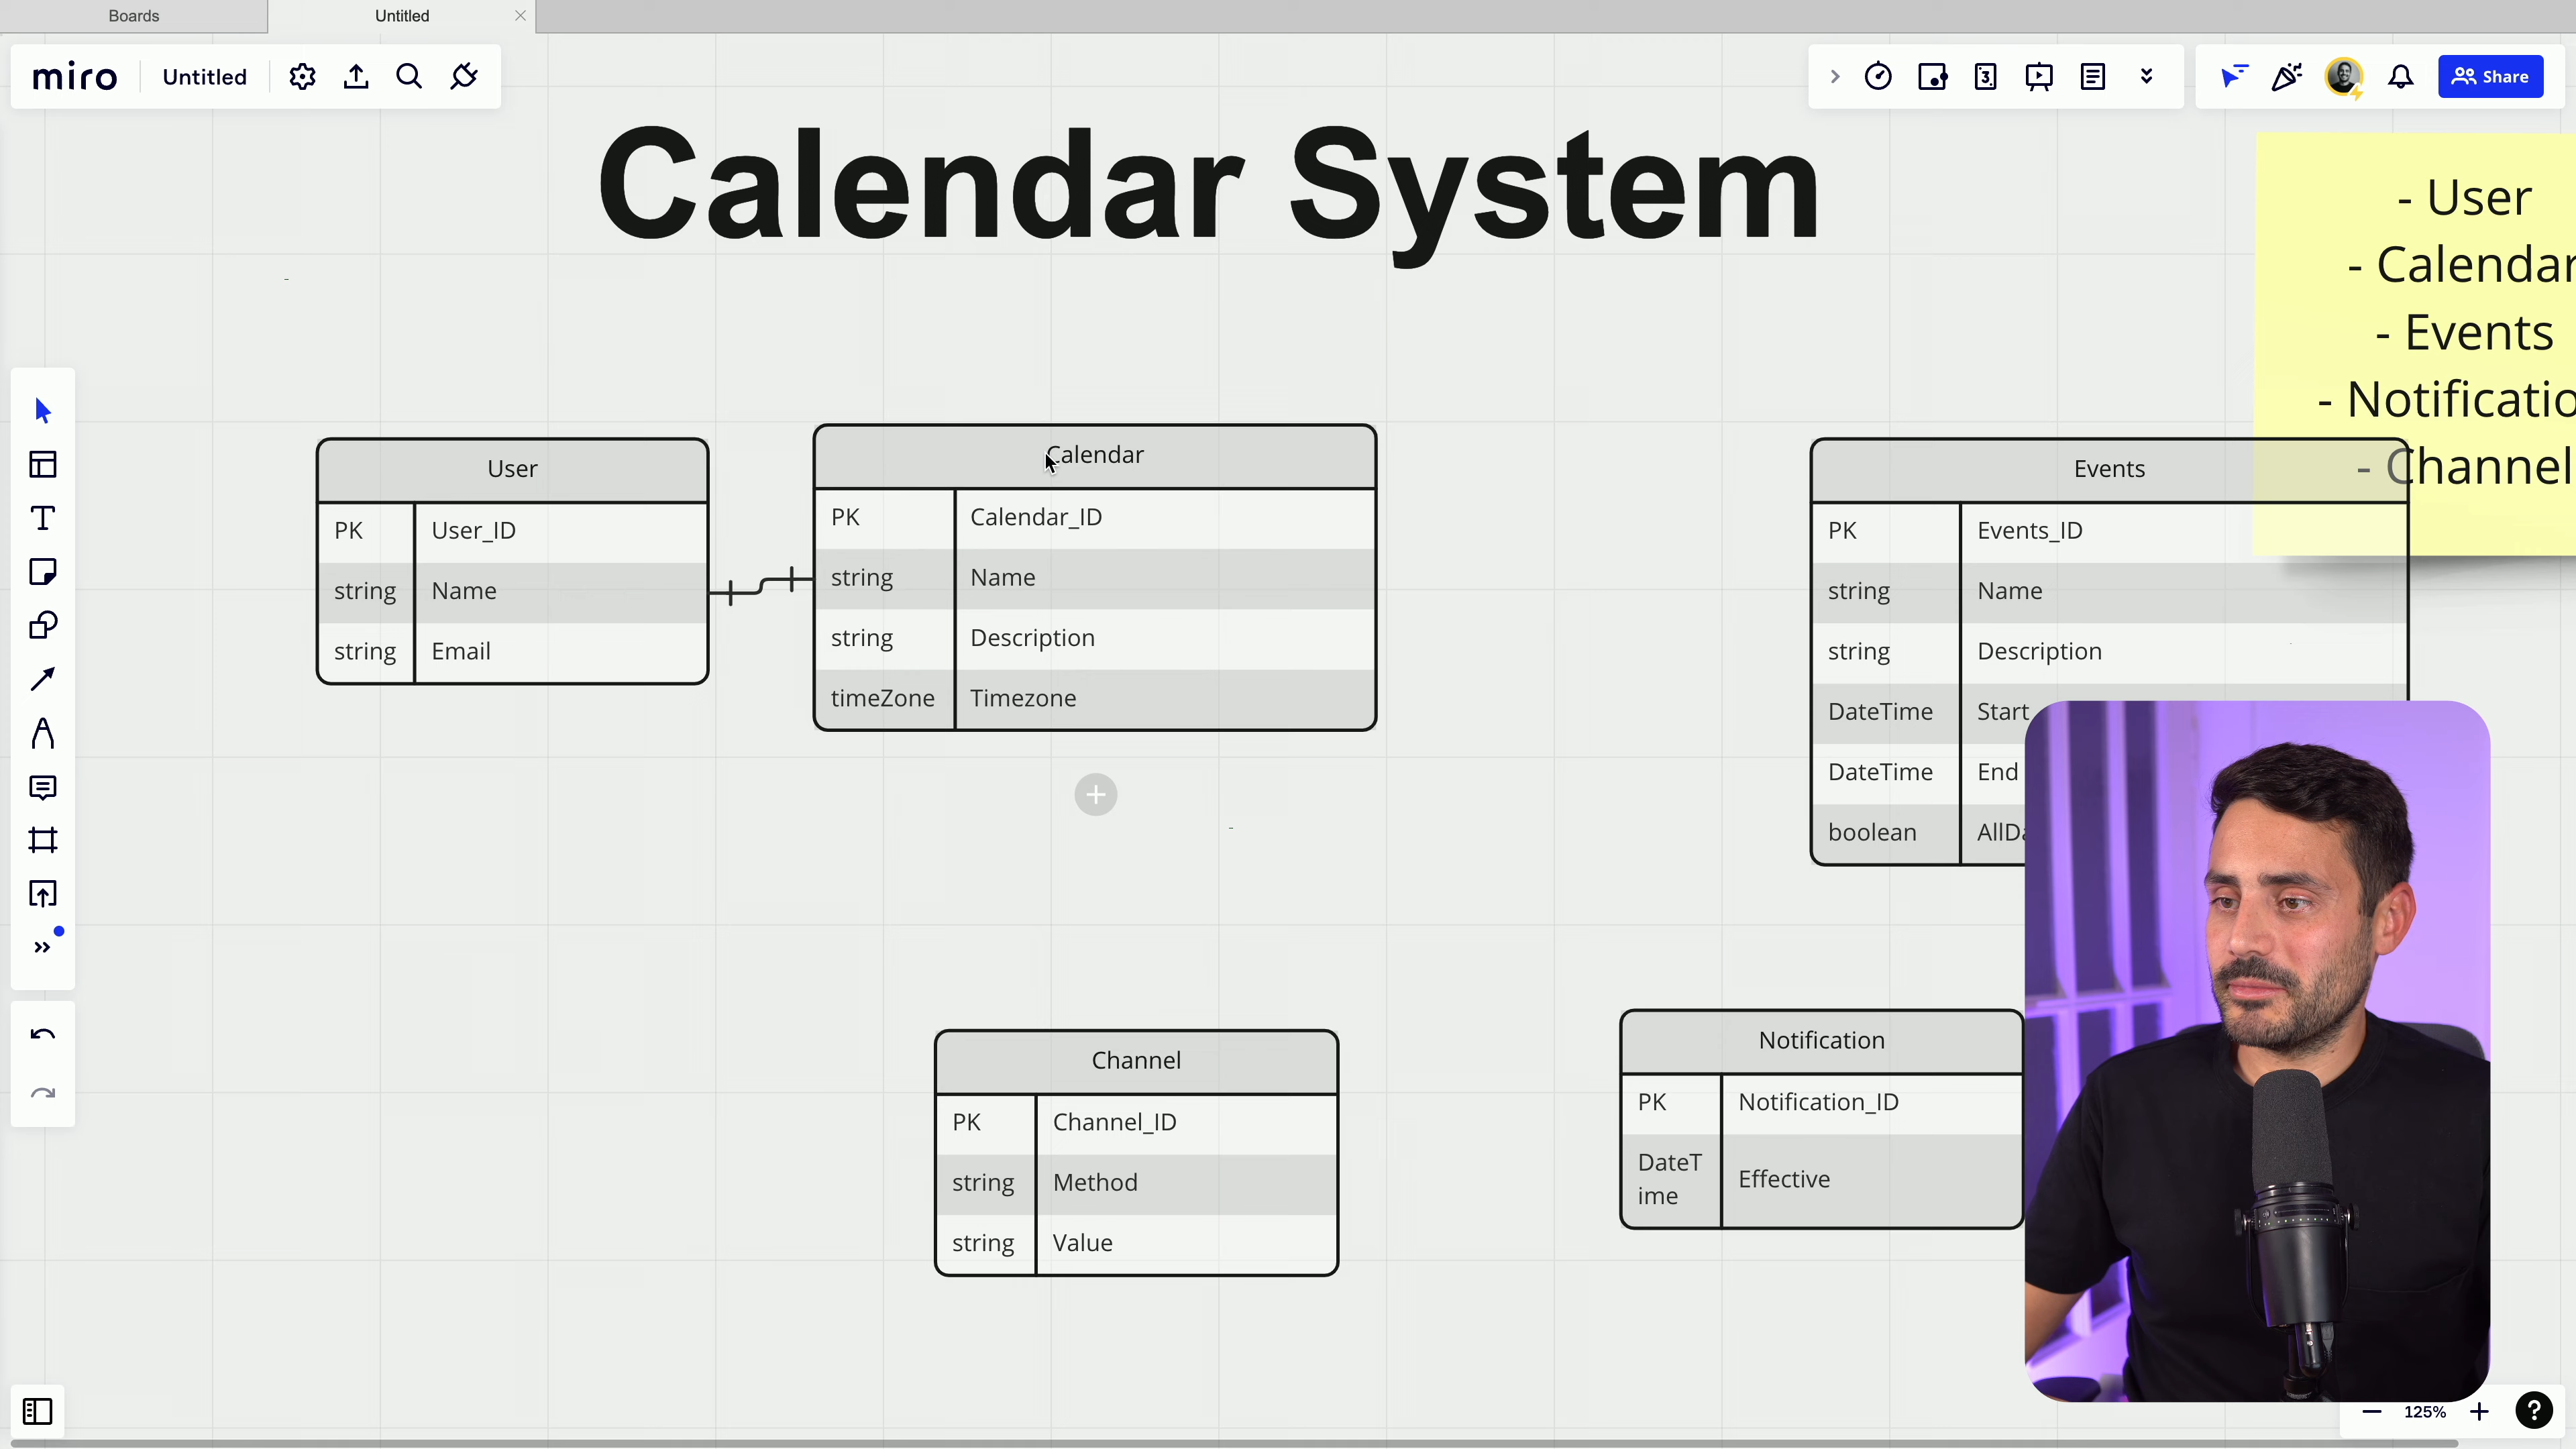 Boards
Untitled
miro
Untitled
3
Share
Calendar System
- User
- Calendar
- Events
- Notificatio
- Channel
User
PK User_ID
string Name
string Email
Calendar
PK Calendar_ID
string Name
string Description
timeZone Timezone
Events
PK Events_ID
string Name
string Description
DateTime Start
DateTime End
boolean AllDa
Channel
PK Channel_ID
string Method
string Value
Notification
PK Notification_ID
DateT
ime Effective
125%